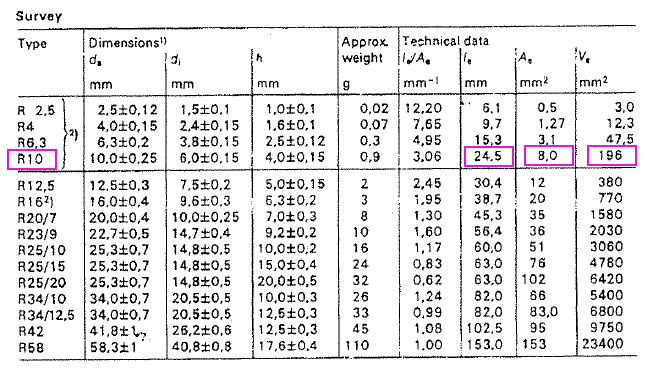 Survey
Type Dimensions¹) Approx. weight Technical data
dₐ dᵢ h lₑ/Aₑ lₑ Aₑ Vₑ
mm mm mm g mm⁻¹ mm mm² mm²
R 2,5 2,5±0,12 1,5±0,1 1,0±0,1 0,02 12,20 6,1 0,5 3,0
R4 4,0±0,15 2,4±0,15 1,6±0,1 0,07 7,65 9,7 1,27 12,3
²)
R6,3 6,3±0,2 3,8±0,15 2,5±0,12 0,3 4,95 15,3 3,1 47,5
R10 10,0±0,25 6,0±0,15 4,0±0,15 0,9 3,06 24,5 8,0 196
R12,5 12,5±0,3 7,5±0,2 5,0±0,15 2 2,45 30,4 12 380
R16²) 16,0±0,4 9,6±0,3 6,3±0,2 3 1,95 38,7 20 770
R20/7 20,0±0,4 10,0±0,25 7,0±0,3 8 1,30 45,3 35 1580
R23/9 22,7±0,5 14,7±0,4 9,2±0,2 10 1,60 56,4 36 2030
R25/10 25,3±0,7 14,8±0,5 10,0±0,2 16 1,17 60,0 51 3060
R25/15 25,3±0,7 14,8±0,5 15,0±0,4 24 0,83 63,0 76 4780
R25/20 25,3±0,7 14,8±0,5 20,0±0,5 32 0,62 63,0 102 6420
R34/10 34,0±0,7 20,5±0,5 10,0±0,3 26 1,24 82,0 66 5400
R34/12,5 34,0±0,7 20,5±0,5 12,5±0,3 33 0,99 82,0 83,0 6800
R42 26,2±0,6 12,5±0,3 45 1.08 102,5 95 9750
R58 58,3±1 40,8±0,8 17,6±0,4 110 1,00 153,0 153 23400